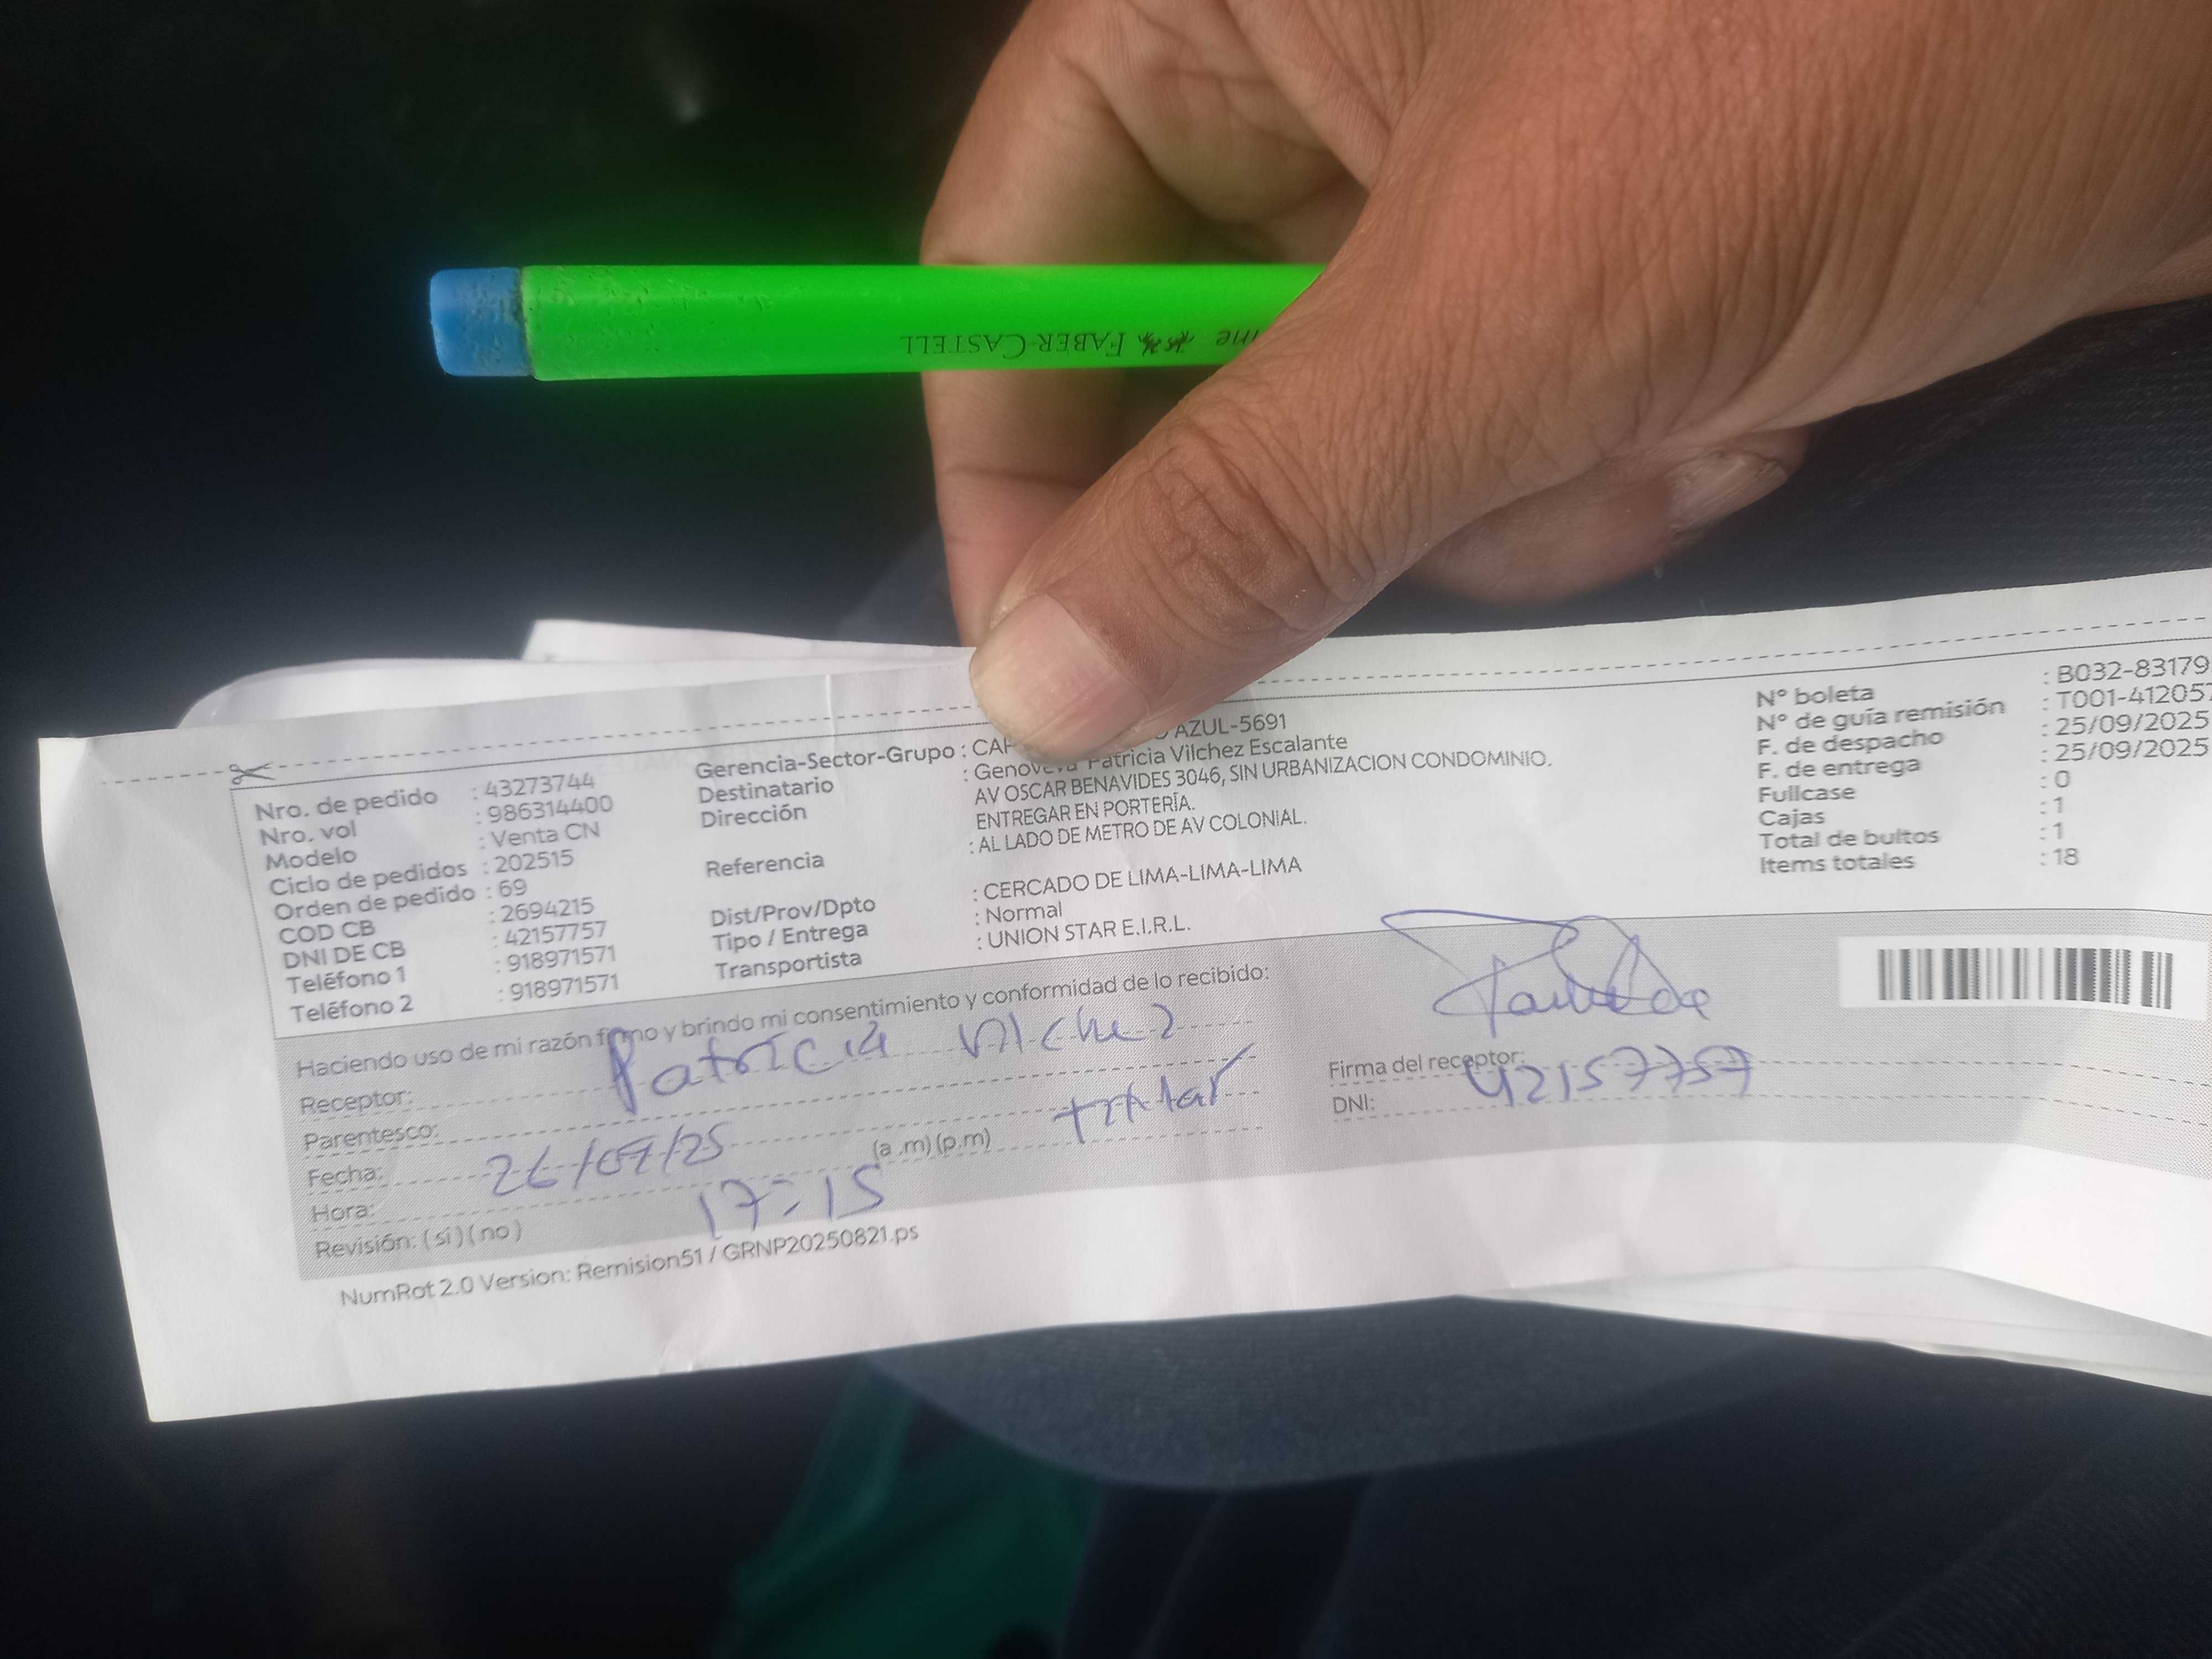 ine FABER-CASTELL
Nro. de pedido : 43273744
Nro. vol : 986314400
Modelo : Venta CN
Ciclo de pedidos : 202515
Orden de pedido : 69
COD CB : 2694215
DNI DE CB : 42157757
Teléfono 1 : 918971571
Teléfono 2 : 918971571
Gerencia-Sector-Grupo : CAP AZUL-5691
Destinatario : Genoveva Patricia Vilchez Escalante
Dirección AV OSCAR BENAVIDES 3046, SIN URBANIZACION CONDOMINIO.
ENTREGAR EN PORTERÍA.
Referencia : AL LADO DE METRO DE AV COLONIAL.
Dist/Prov/Dpto : CERCADO DE LIMA-LIMA-LIMA
Tipo / Entrega : Normal
Transportista : UNION STAR E.I.R.L.
N° boleta : B032-83179
N° de guía remisión : T001-41205
F. de despacho : 25/09/2025
F. de entrega : 25/09/2025
Fullcase : 0
Cajas : 1
Total de bultos : 1
Items totales : 18
Haciendo uso de mi razón firmo y brindo mi consentimiento y conformidad de lo recibido:
Receptor: Patricia Vilchez
Parentesco: titular
Fecha: 26/09/25 (a .m) (p.m)
Hora: 17:15
Revisión: ( sí ) ( no )
Firma del receptor:
DNI: 42157757
NumRot 2.0 Version: Remision51 / GRNP20250821.ps